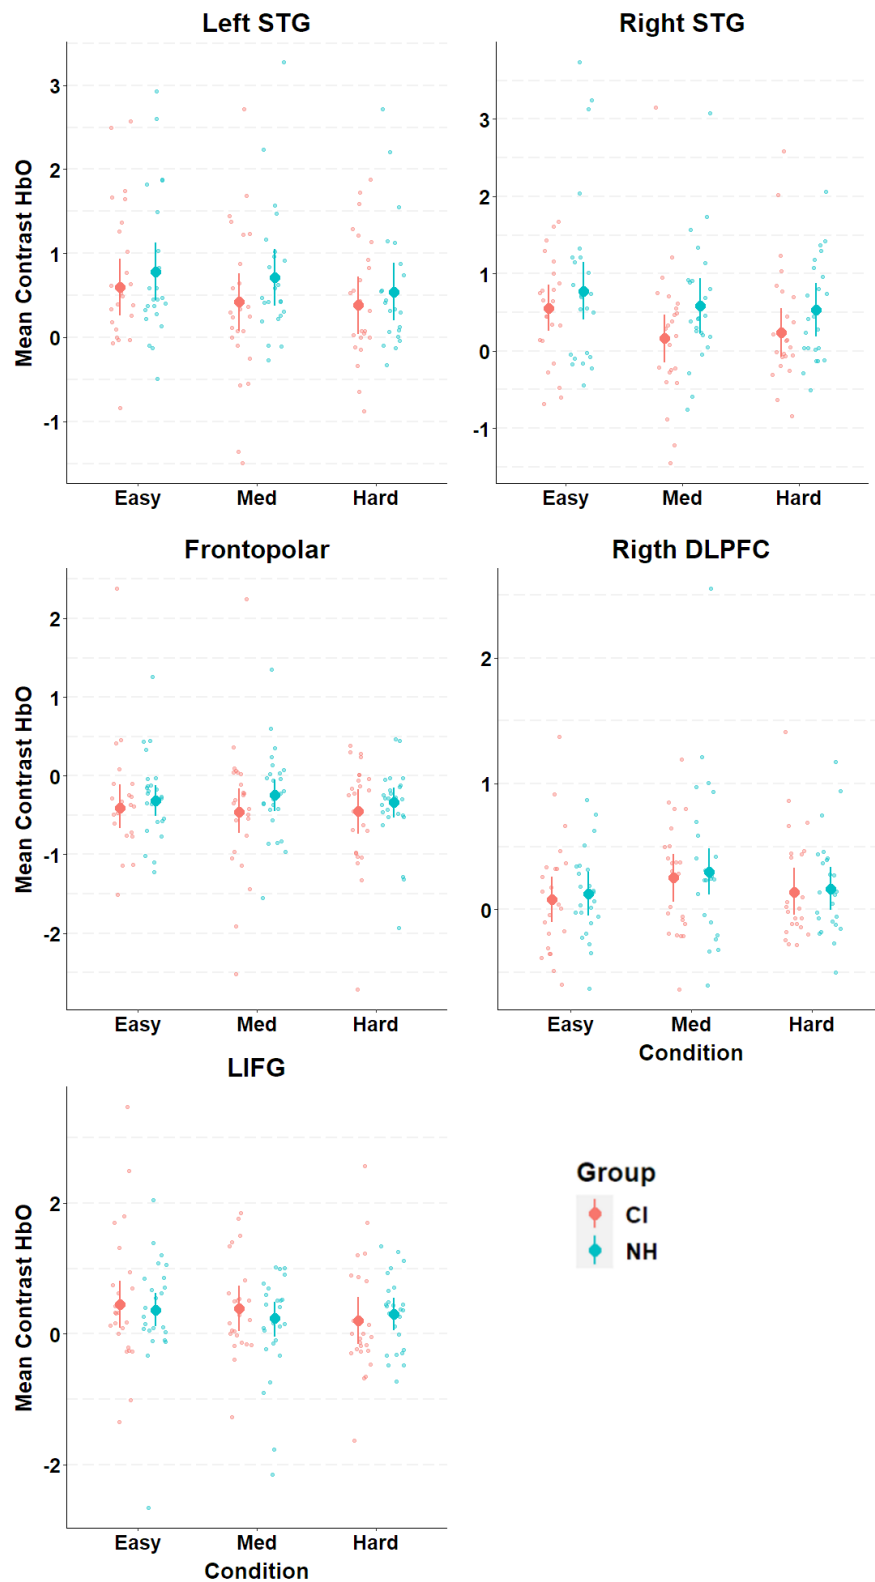 Left STG
Mean Contrast HbO
3
2
1
0
-1
Easy Med Hard
Right STG
3
2
1
0
-1
Easy Med Hard
Frontopolar
Mean Contrast HbO
2
1
0
-1
-2
Easy Med Hard
Rigth DLPFC
2
1
0
Easy Med Hard
Condition
LIFG
Mean Contrast HbO
2
0
-2
Easy Med Hard
Condition
Group
CI
NH